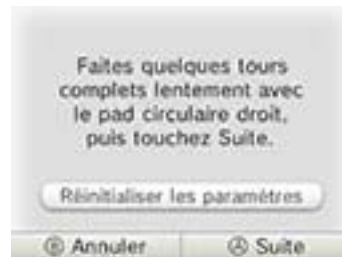 Faites quelques tours
complets lentement avec
le pad circulaire droit,
puis touchez Suite.
Réinitialiser les paramètres
Ⓑ Annuler
Ⓐ Suite